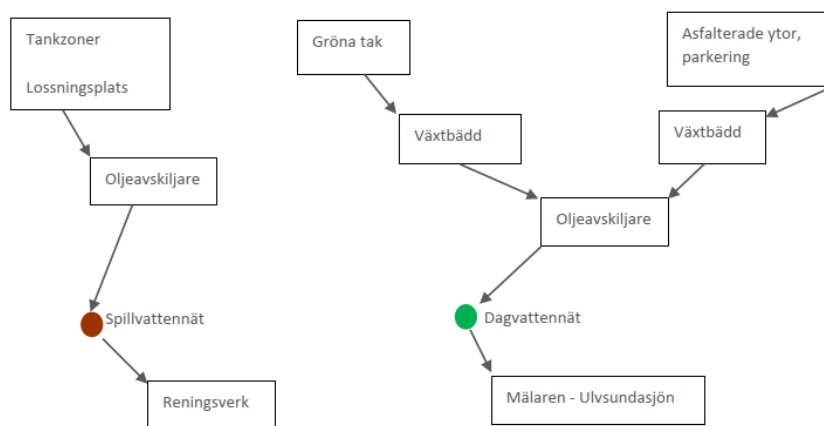 Tankzoner
Lossningsplats
Oljeavskiljare
Spillvattennät
Reningsverk
Gröna tak
Växtbädd
Asfalterade ytor,
parkering
Växtbädd
Oljeavskiljare
Dagvattennät
Mälaren - Ulvsundasjön